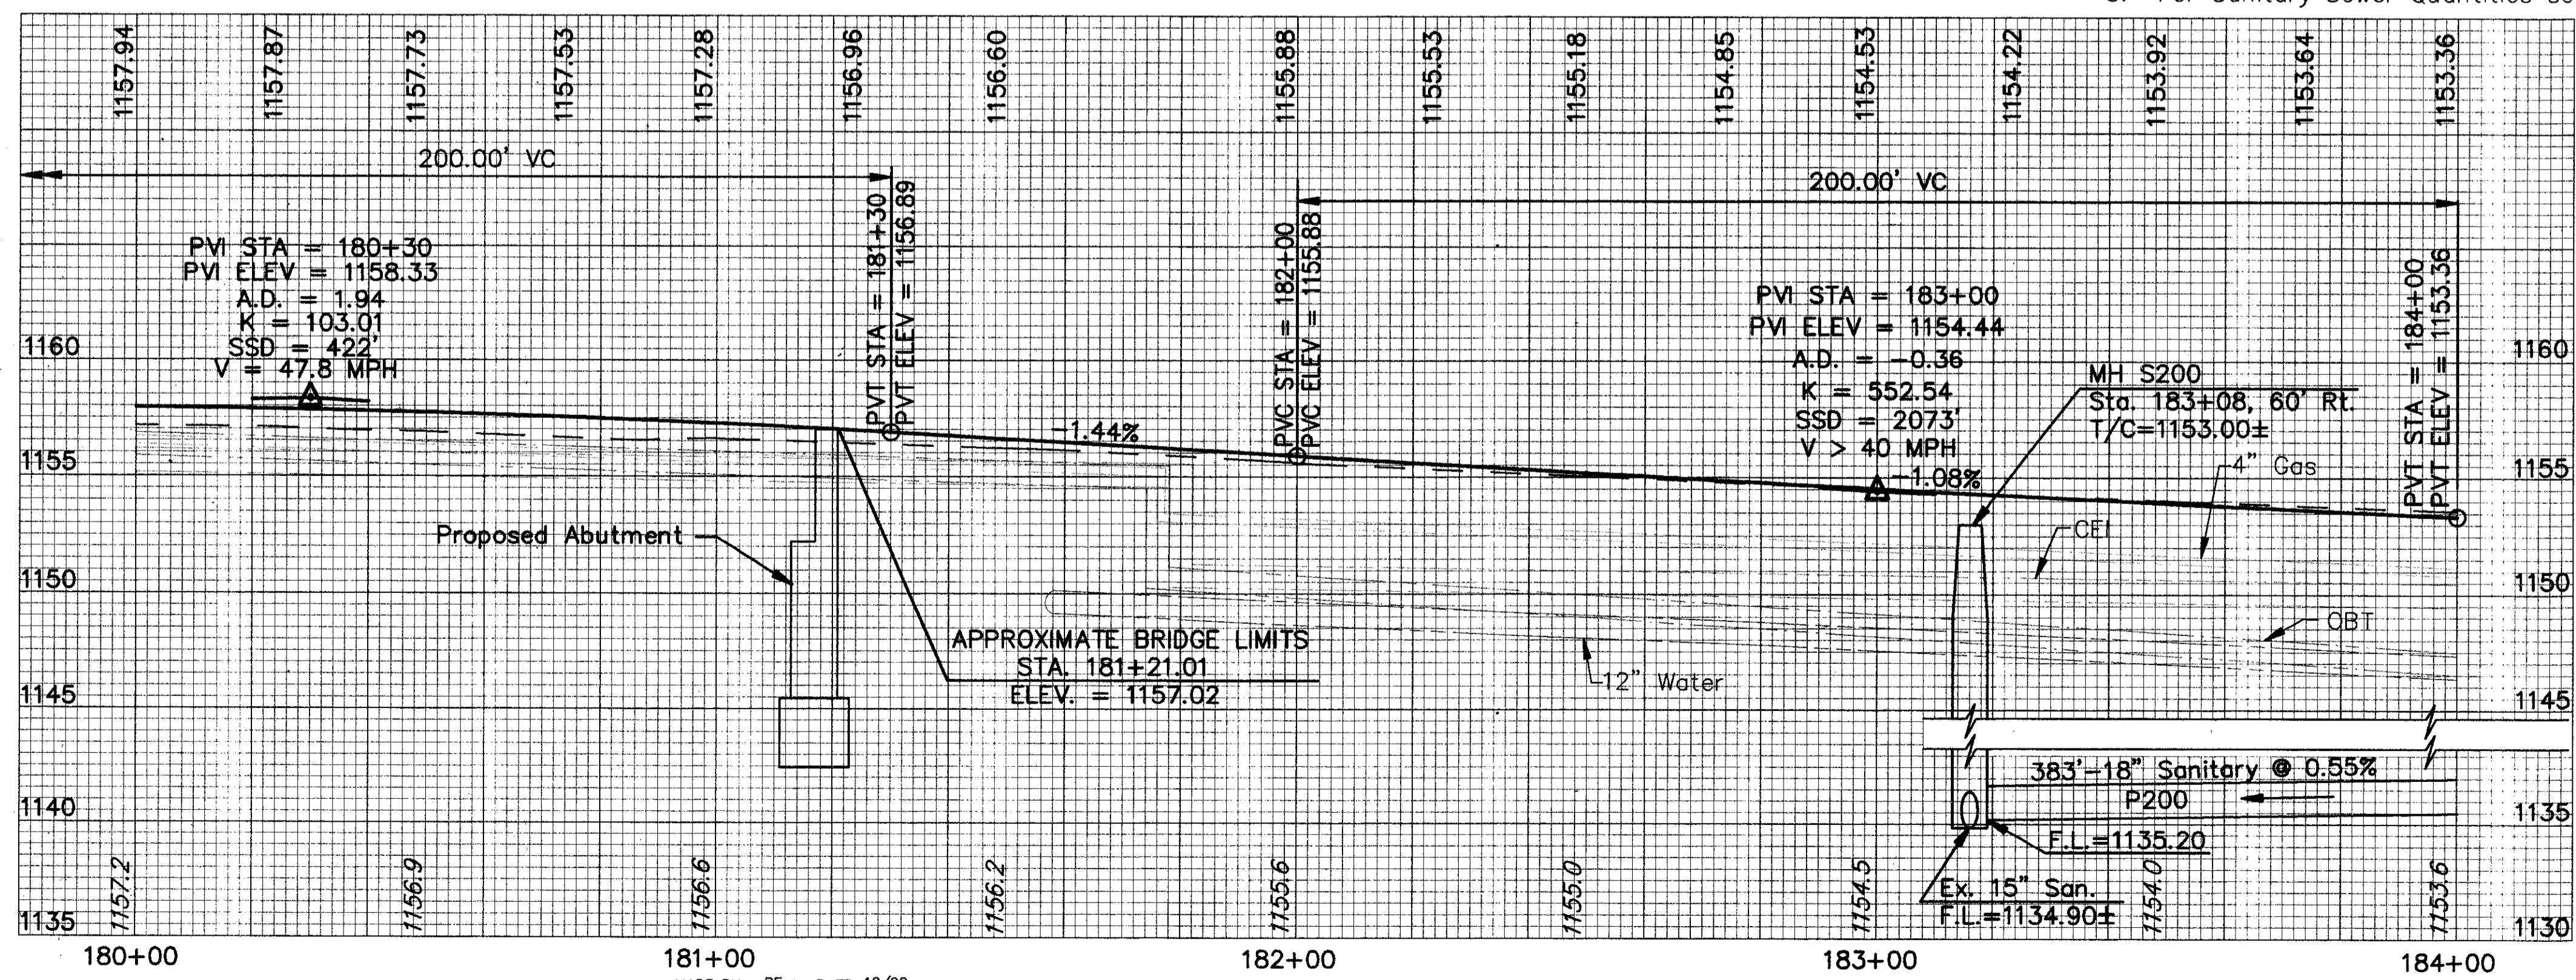 1157.94
1157.87
1157.73
1157.53
1157.28
1156.96
1156.60
1155.88
1155.53
1155.18
1154.85
1154.53
1154.22
1153.92
1153.64
1153.36
200.00' VC
200.00' VC
PVI STA = 180+30
PVI ELEV = 1158.33
A.D. = 1.94
K = 103.01
SSD = 422'
V = 47.8 MPH
PVT STA = 181+30
PVT ELEV = 1156.89
-1.44%
PVC STA = 182+00
PVC ELEV = 1155.88
PVI STA = 183+00
PVI ELEV = 1154.44
A.D. = -0.36
K = 552.54
SSD = 2073'
V > 40 MPH
-1.08%
MH S200
Sta. 183+08, 60' Rt.
T/C=1153.00±
4" Gas
PVT STA = 184+00
PVT ELEV = 1153.36
CEI
OBT
Proposed Abutment
APPROXIMATE BRIDGE LIMITS
STA. 181+21.01
ELEV. = 1157.02
12" Water
383'-18" Sanitary @ 0.55%
P200
F.L.=1135.20
Ex. 15" San.
F.L.=1134.90±
1160
1155
1150
1145
1140
1135
1160
1155
1150
1145
1135
1130
1157.2
1156.9
1156.6
1156.2
1155.6
1155.0
1154.5
1154.0
1153.6
180+00
181+00
182+00
183+00
184+00